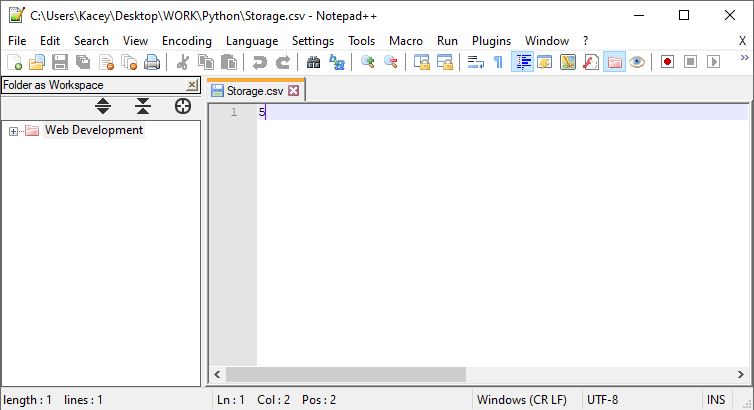 C:\Users\Kacey\Desktop\WORK\Python\Storage.csv - Notepad++
File Edit Search View Encoding Language Settings Tools Macro Run Plugins Window ? X
Folder as Workspace
Storage.csv
Web Development
1 5
length : 1 lines : 1 Ln : 1 Col : 2 Pos : 2 Windows (CR LF) UTF-8 INS